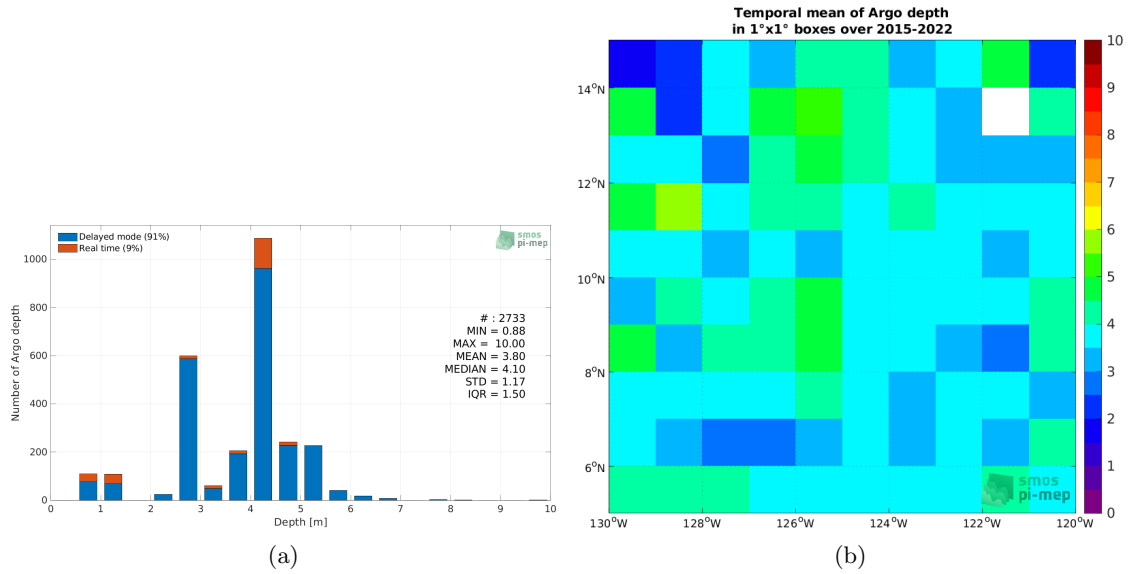 Delayed mode (91%)
Real time (9%)
smos
pi-mep
1000
800
600
400
200
0
Number of Argo depth
# : 2733
MIN = 0.88
MAX = 10.00
MEAN = 3.80
MEDIAN = 4.10
STD = 1.17
IQR = 1.50
0 1 2 3 4 5 6 7 8 9 10
Depth [m]
(a)
Temporal mean of Argo depth
in 1°x1° boxes over 2015-2022
14°N
12°N
10°N
8°N
6°N
130°W 128°W 126°W 124°W 122°W 120°W
smos
pi-mep
10
9
8
7
6
5
4
3
2
1
0
(b)